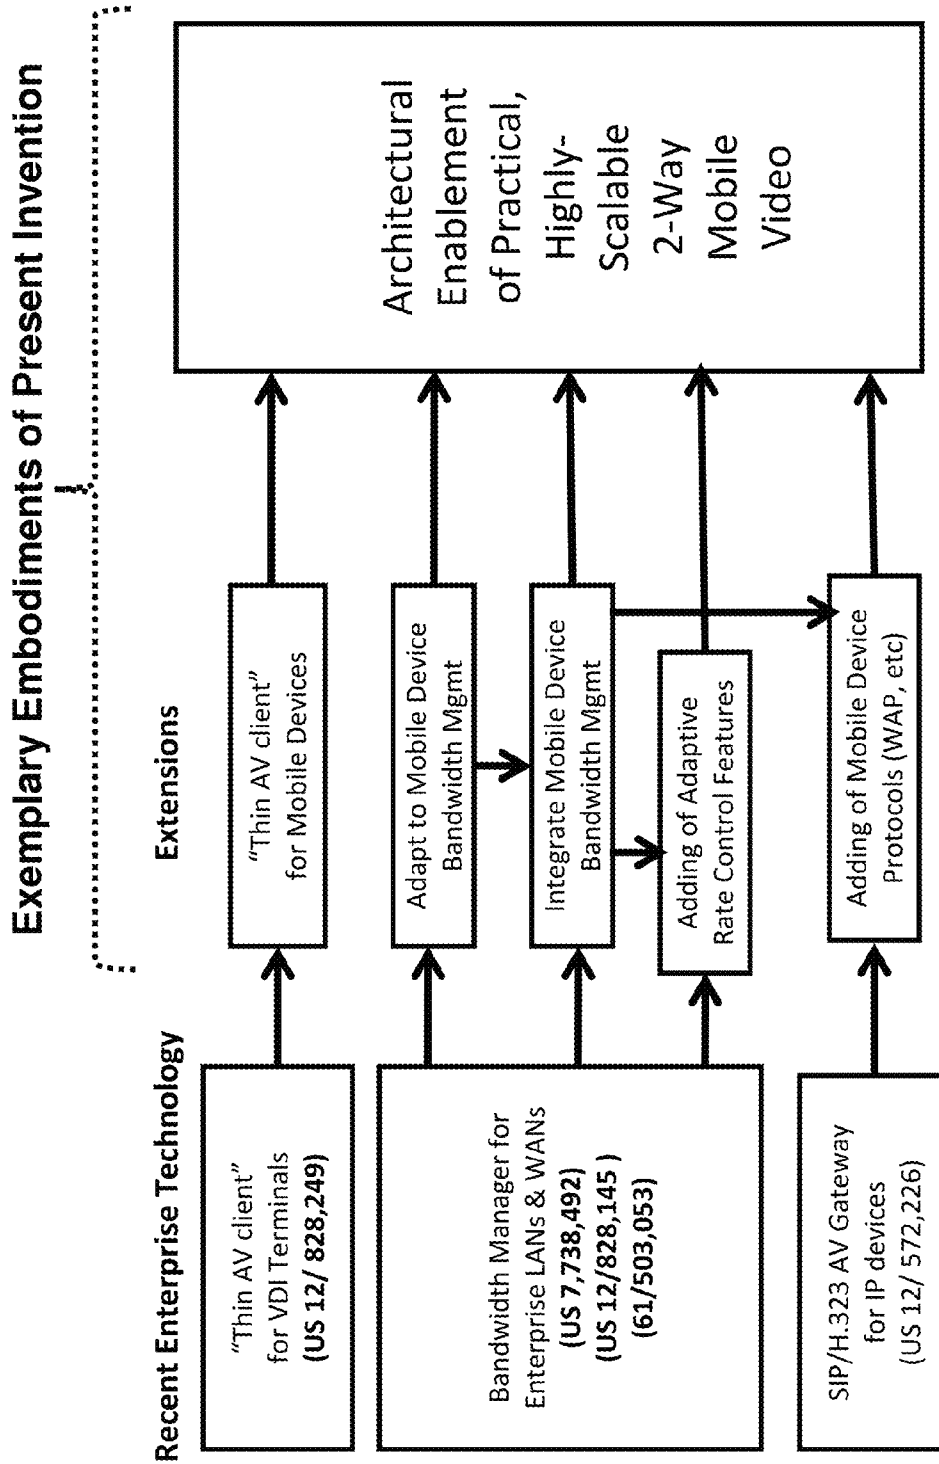 Exemplary Embodiments of Present Invention
Recent Enterprise Technology
Extensions
"Thin AV client"
for VDI Terminals
(US 12/ 828,249)
"Thin AV client"
for Mobile Devices
Bandwidth Manager for
Enterprise LANs & WANs
(US 7,738,492)
(US 12/828,145 )
(61/503,053)
Adapt to Mobile Device
Bandwidth Mgmt
Integrate Mobile Device
Bandwidth Mgmt
Adding of Adaptive
Rate Control Features
SIP/H.323 AV Gateway
for IP devices
(US 12/ 572,226)
Adding of Mobile Device
Protocols (WAP, etc)
Architectural
Enablement
of Practical,
Highly-
Scalable
2-Way
Mobile
Video